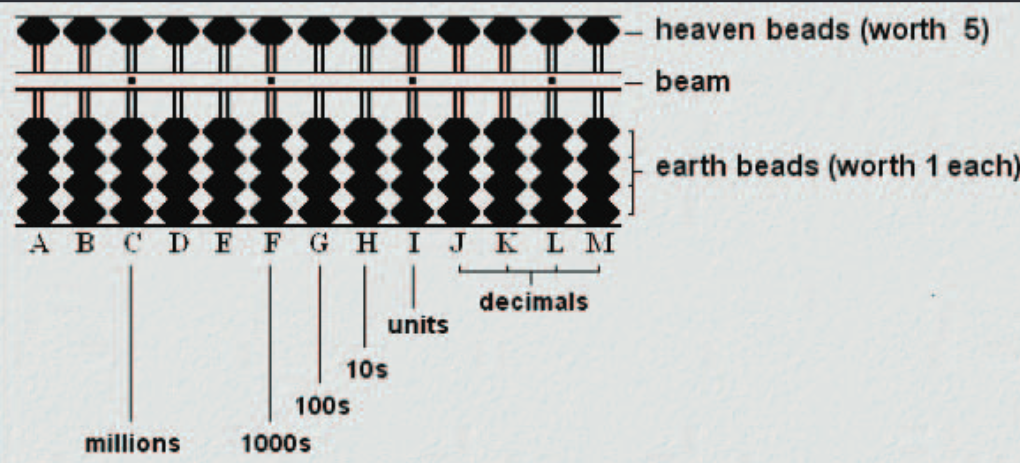 heaven beads (worth 5)
beam
earth beads (worth 1 each)
A B C D E F G H I J K L M
decimals
units
10s
100s
millions 1000s